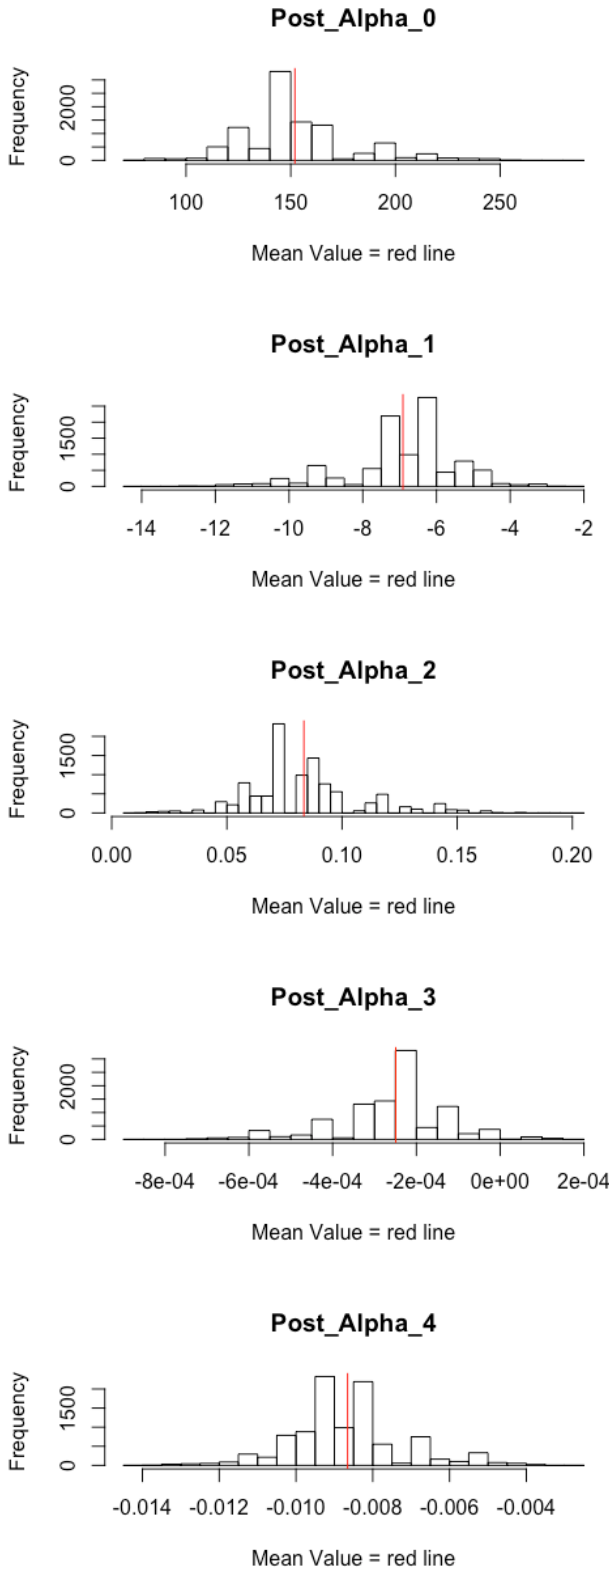 Post_Alpha_0
Frequency
0 2000
100 150 200 250
Mean Value = red line
Post_Alpha_1
Frequency
0 1500
-14 -12 -10 -8 -6 -4 -2
Mean Value = red line
Post_Alpha_2
Frequency
0 1500
0.00 0.05 0.10 0.15 0.20
Mean Value = red line
Post_Alpha_3
Frequency
0 2000
-8e-04 -6e-04 -4e-04 -2e-04 0e+00 2e-04
Mean Value = red line
Post_Alpha_4
Frequency
0 1500
-0.014 -0.012 -0.010 -0.008 -0.006 -0.004
Mean Value = red line